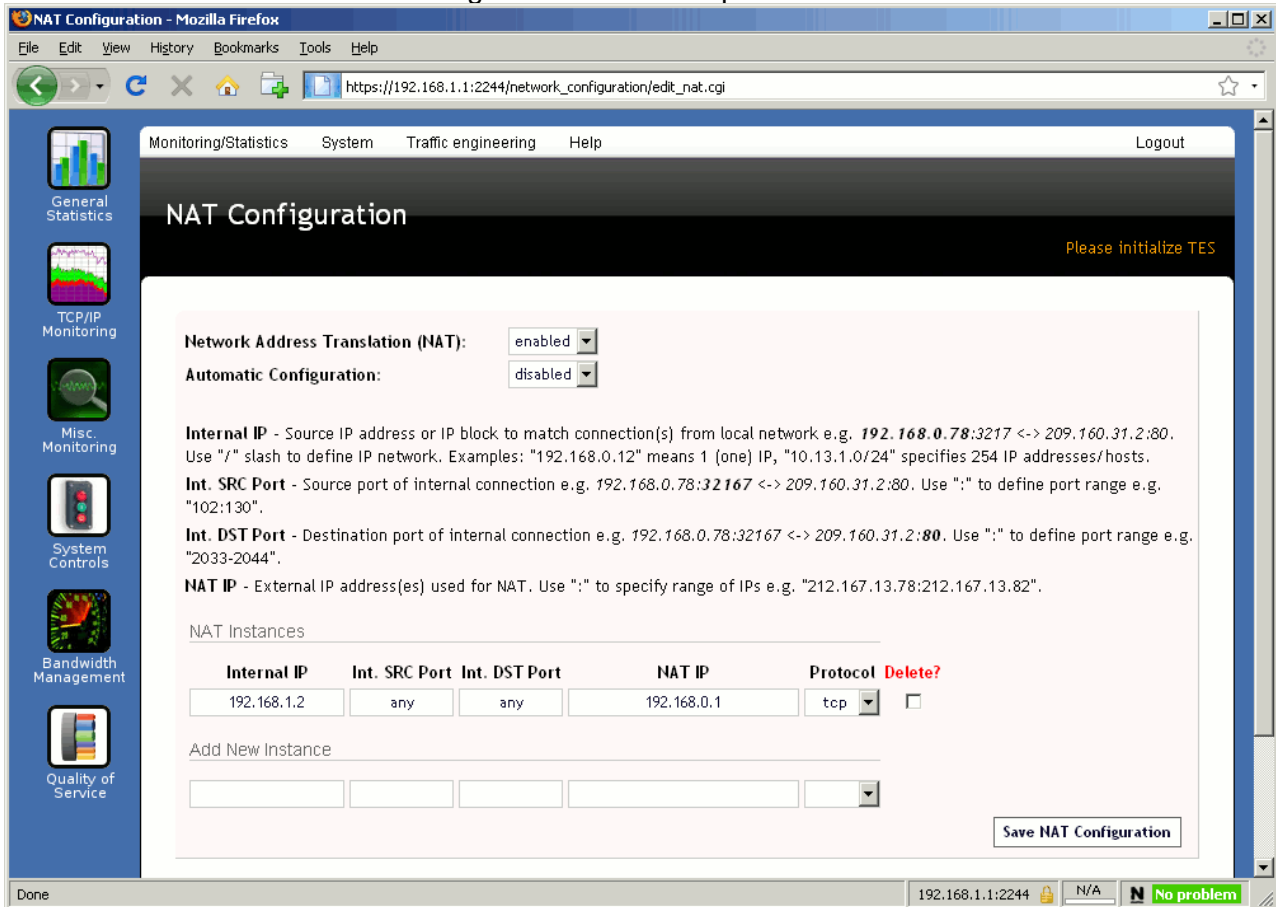 NAT Configuration - Mozilla Firefox
File Edit View History Bookmarks Tools Help
https://192.168.1.1:2244/network_configuration/edit_nat.cgi
Monitoring/Statistics System Traffic engineering Help Logout
General
Statistics
NAT Configuration
Please initialize TES
TCP/IP
Monitoring
Network Address Translation (NAT): enabled
Automatic Configuration: disabled
Misc.
Monitoring
Internal IP - Source IP address or IP block to match connection(s) from local network e.g. 192.168.0.78:3217 <-> 209.160.31.2:80.
Use "/" slash to define IP network. Examples: "192.168.0.12" means 1 (one) IP, "10.13.1.0/24" specifies 254 IP addresses/hosts.
Int. SRC Port - Source port of internal connection e.g. 192.168.0.78:32167 <-> 209.160.31.2:80. Use ":" to define port range e.g.
"102:130".
System
Controls
Int. DST Port - Destination port of internal connection e.g. 192.168.0.78:32167 <-> 209.160.31.2:80. Use ":" to define port range e.g.
"2033-2044".
NAT IP - External IP address(es) used for NAT. Use ":" to specify range of IPs e.g. "212.167.13.78:212.167.13.82".
NAT Instances
Bandwidth
Management
Internal IP Int. SRC Port Int. DST Port NAT IP Protocol Delete?
192.168.1.2 any any 192.168.0.1 tcp
Add New Instance
Quality of
Service
Save NAT Configuration
Done 192.168.1.1:2244 N/A N No problem